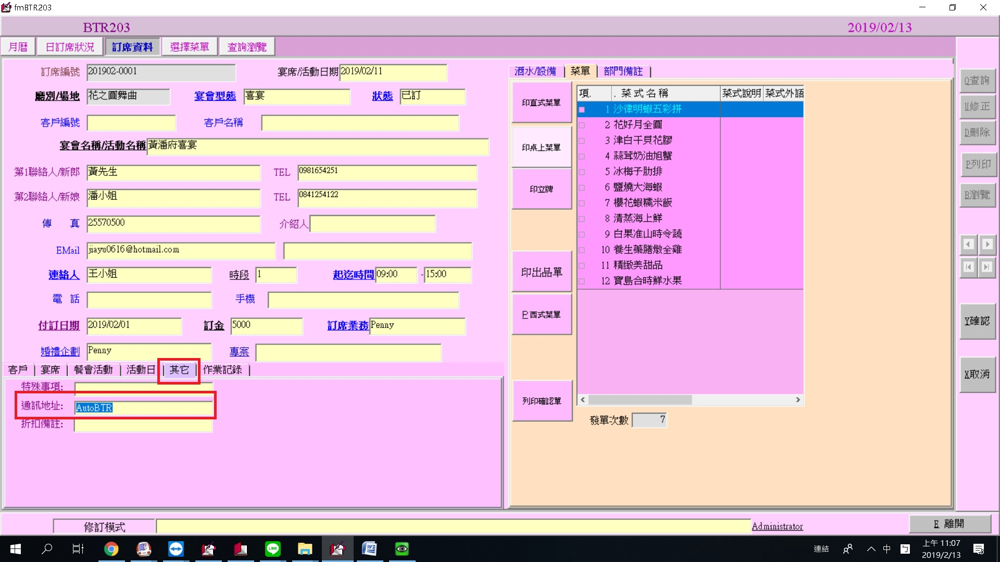 fmBTR203
BTR203
2019/02/13
月曆 日訂席狀況 訂席資料 選擇菜單 查詢瀏覽
訂席編號 201902-0001 宴席/活動日期 2019/02/11
廳別/場地 花之圓舞曲 宴會型態 喜宴 狀態 已訂
客戶編號 客戶名稱
宴會名稱/活動名稱 黃潘府喜宴
第1聯絡人/新郎 黃先生 TEL 0981654251
第2聯絡人/新娘 潘小姐 TEL 0841254122
傳 真 25570500 介紹人
EMail jiayu0616@hotmail.com
連絡人 王小姐 時段 1 起迄時間 09:00 - 15:00
電 話 手機
付訂日期 2019/02/01 訂金 5000 訂席業務 Penny
婚禮企劃 Penny 專案
客戶 宴席 餐會活動 活動日 其它 作業記錄
特殊事項:
通訊地址: AutoBTR
折扣備註:
酒水/設備 菜單 部門備註
印直式菜單
印桌上菜單
印立牌
印出品單
P 西式菜單
列印確認單
項. . 菜 式 名 稱 菜式說明 菜式外語
1 沙律明蝦五彩拼
2 花好月全圓
3 津白干貝花膠
4 蒜茸奶油旭蟹
5 冰梅子肋排
6 鹽燒大海蝦
7 櫻花蝦糯米飯
8 清蒸海上鮮
9 白果准山時令蔬
10 養生藥膳燉全雞
11 精緻美甜品
12 寶島合時鮮水果
發單次數 7
Q查詢
U修正
D刪除
P列印
B瀏覽
Y確認
X取消
修訂模式 Administrator E 離開
LINE
連結 中 上午 11:07
2019/2/13